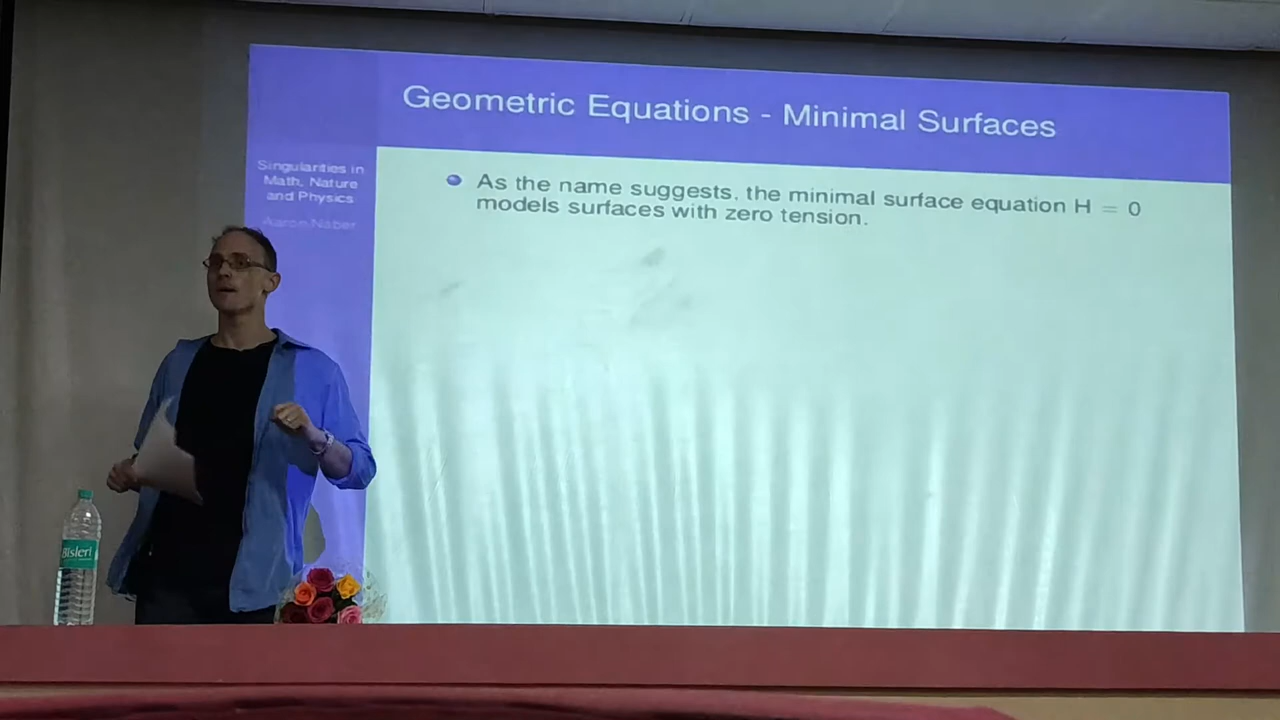 Geometric Equations - Minimal Surfaces
Singularities in
Math, Nature
and Physics
Aaron Naber
As the name suggests, the minimal surface equation H = 0
models surfaces with zero tension.
Bisleri